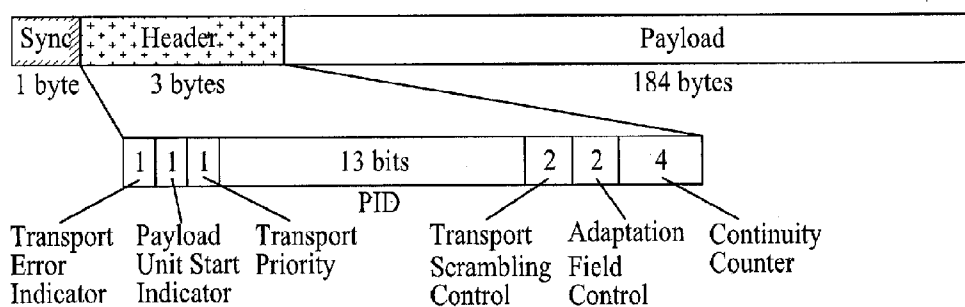 Sync Header Payload
1 byte 3 bytes 184 bytes
1 1 1 13 bits 2 2 4
PID
Transport Error Indicator
Payload Unit Start Indicator
Transport Priority
Transport Scrambling Control
Adaptation Field Control
Continuity Counter